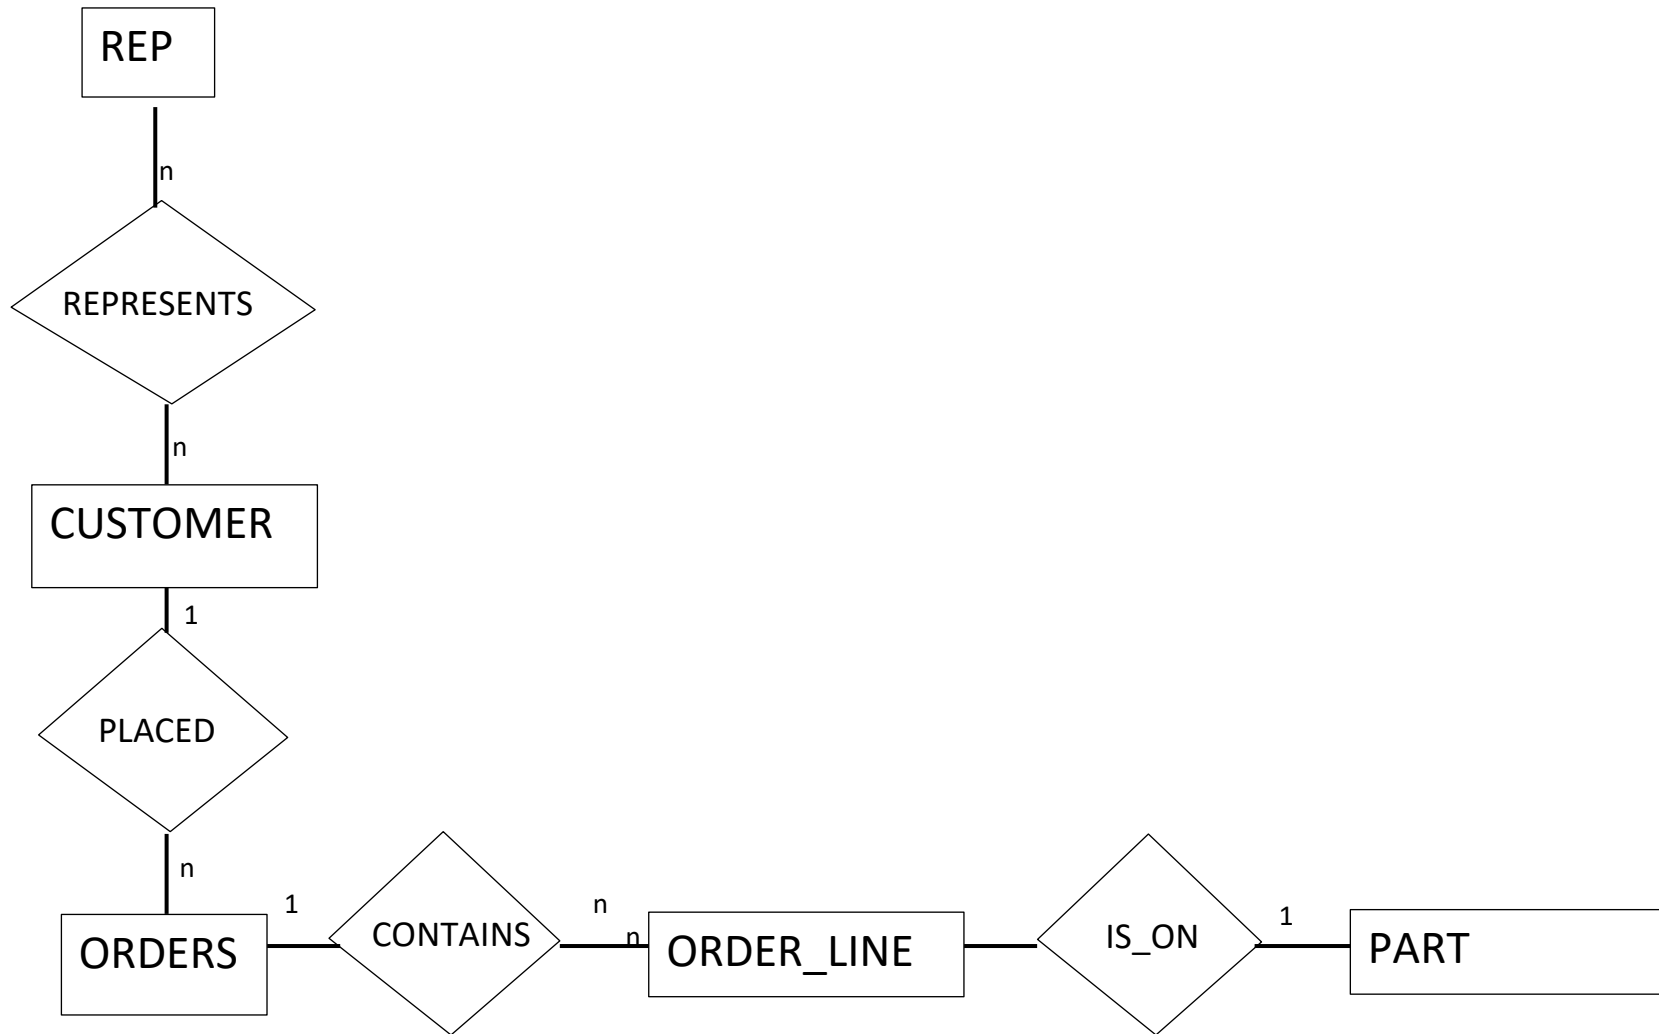 REP
n
REPRESENTS
n
CUSTOMER
1
PLACED
n
ORDERS
1
CONTAINS
n
n
ORDER_LINE
IS_ON
1
PART